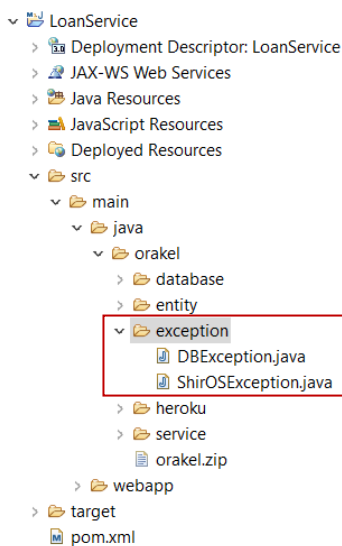 LoanService
Deployment Descriptor: LoanService
JAX-WS Web Services
Java Resources
JavaScript Resources
Deployed Resources
src
main
java
orakel
database
entity
exception
DBException.java
ShirOSException.java
heroku
service
orakel.zip
webapp
target
pom.xml